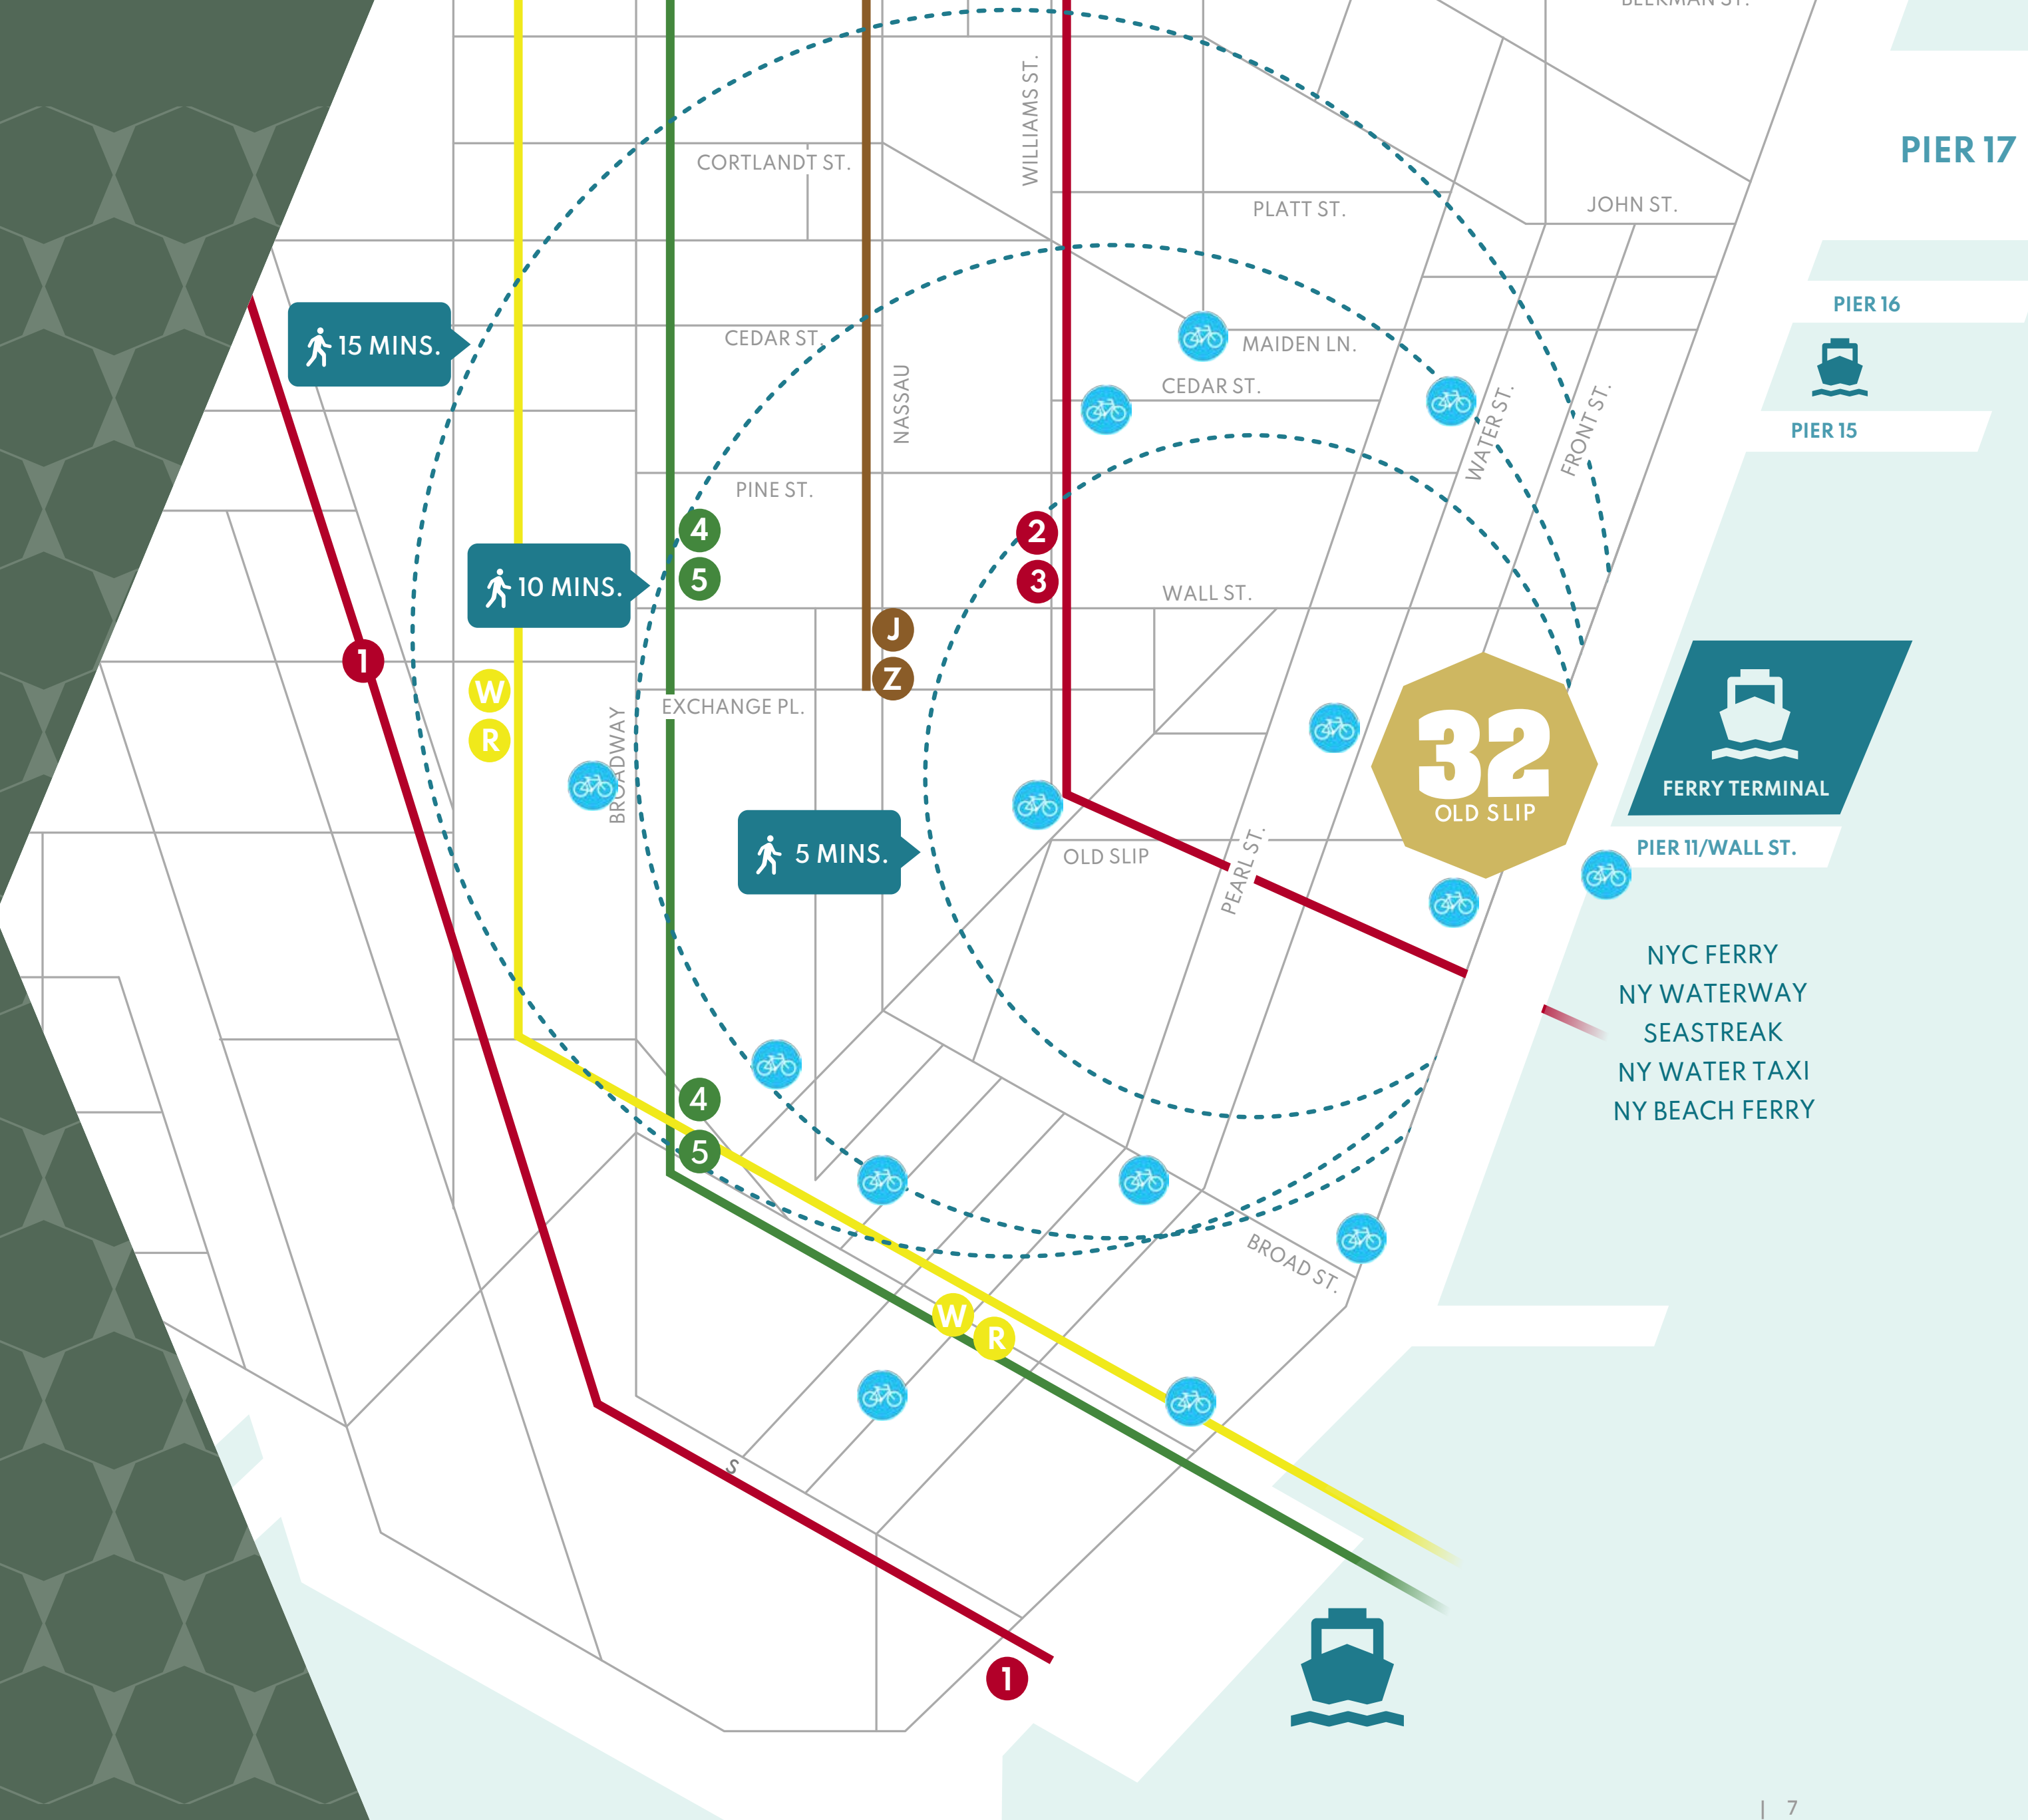 BEEKMAN ST.
WILLIAMS ST.
CORTLANDT ST.
PIER 17
PLATT ST.
JOHN ST.
PIER 16
15 MINS.
CEDAR ST.
MAIDEN LN.
CEDAR ST.
NASSAU
WATER ST.
FRONT ST.
PIER 15
PINE ST.
4
5
2
3
10 MINS.
WALL ST.
J
Z
1
W
R
EXCHANGE PL.
BROADWAY
32
OLD SLIP
FERRY TERMINAL
PIER 11/WALL ST.
5 MINS.
OLD SLIP
PEARL ST.
NYC FERRY
NY WATERWAY
SEASTREAK
NY WATER TAXI
NY BEACH FERRY
4
5
BROAD ST.
W
R
S
1
| 7